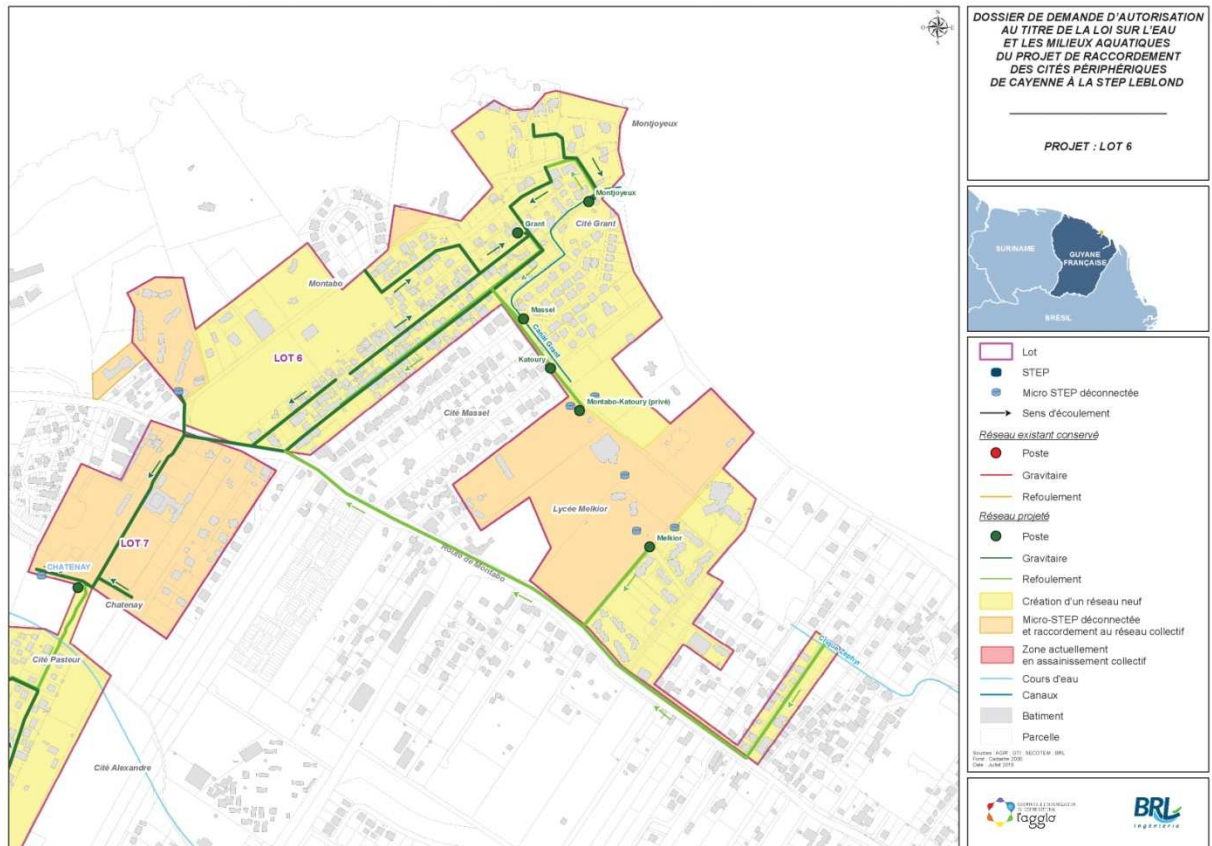 DOSSIER DE DEMANDE D'AUTORISATION
AU TITRE DE LA LOI SUR L'EAU
ET LES MILIEUX AQUATIQUES
DU PROJET DE RACCORDEMENT
DES CITÉS PÉRIPHÉRIQUES
DE CAYENNE À LA STEP LEBLOND
PROJET : LOT 6
SURINAME
GUYANE
FRANÇAISE
BRÉSIL
Lot
STEP
Micro STEP déconnectée
Sens d'écoulement
Réseau existant conservé
Poste
Gravitaire
Refoulement
Réseau projeté
Poste
Gravitaire
Refoulement
Création d'un réseau neuf
Micro-STEP déconnectée
et raccordement au réseau collectif
Zone actuellement
en assainissement collectif
Cours d'eau
Canaux
Batiment
Parcelle
l'agglo
BRL
Ingénierie
Montjoyeux
Montjoyeux
Grant
Cité Grant
Montabo
Massel
Canal Grant
LOT 6
Katoury
Montabo-Katoury (privé)
Cité Massel
Lycée Melkior
Melkior
LOT 7
Route de Montabo
CHATENAY
Chatenay
Cité Pasteur
Cité Alexandre